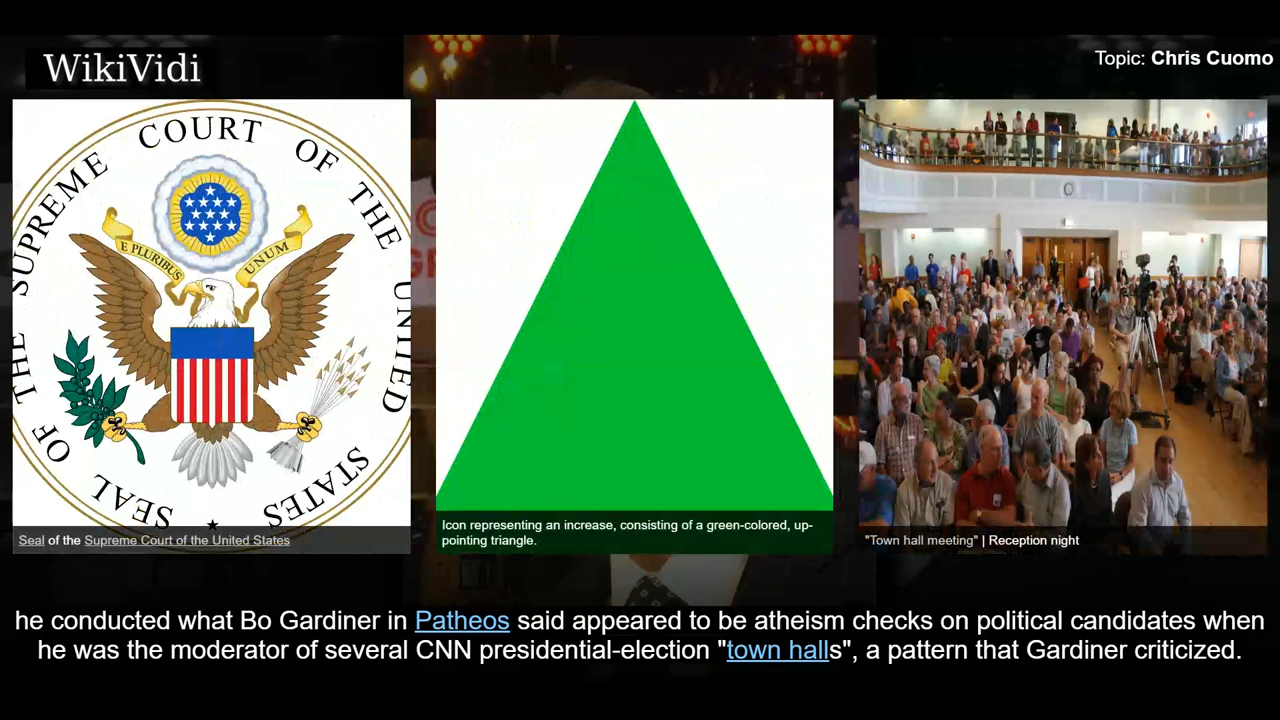 WikiVidi
Topic: Chris Cuomo
SEAL OF THE SUPREME COURT OF THE UNITED STATES
E PLURIBUS
UNUM
Seal of the Supreme Court of the United States
Icon representing an increase, consisting of a green-colored, up-
pointing triangle.
"Town hall meeting" | Reception night
he conducted what Bo Gardiner in Patheos said appeared to be atheism checks on political candidates when
he was the moderator of several CNN presidential-election "town halls", a pattern that Gardiner criticized.